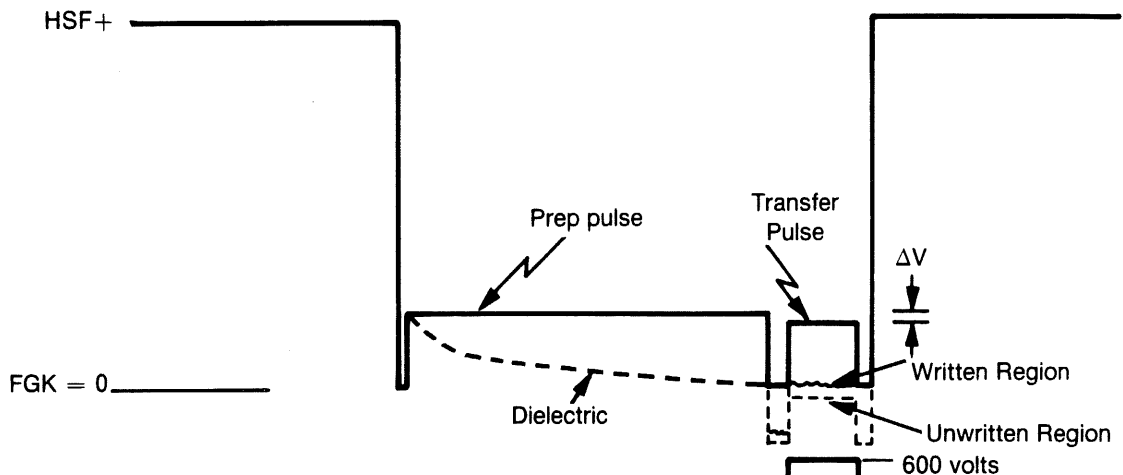 HSF+
Transfer
Pulse
Prep pulse
ΔV
Written Region
FGK = 0
Dielectric
Unwritten Region
600 volts